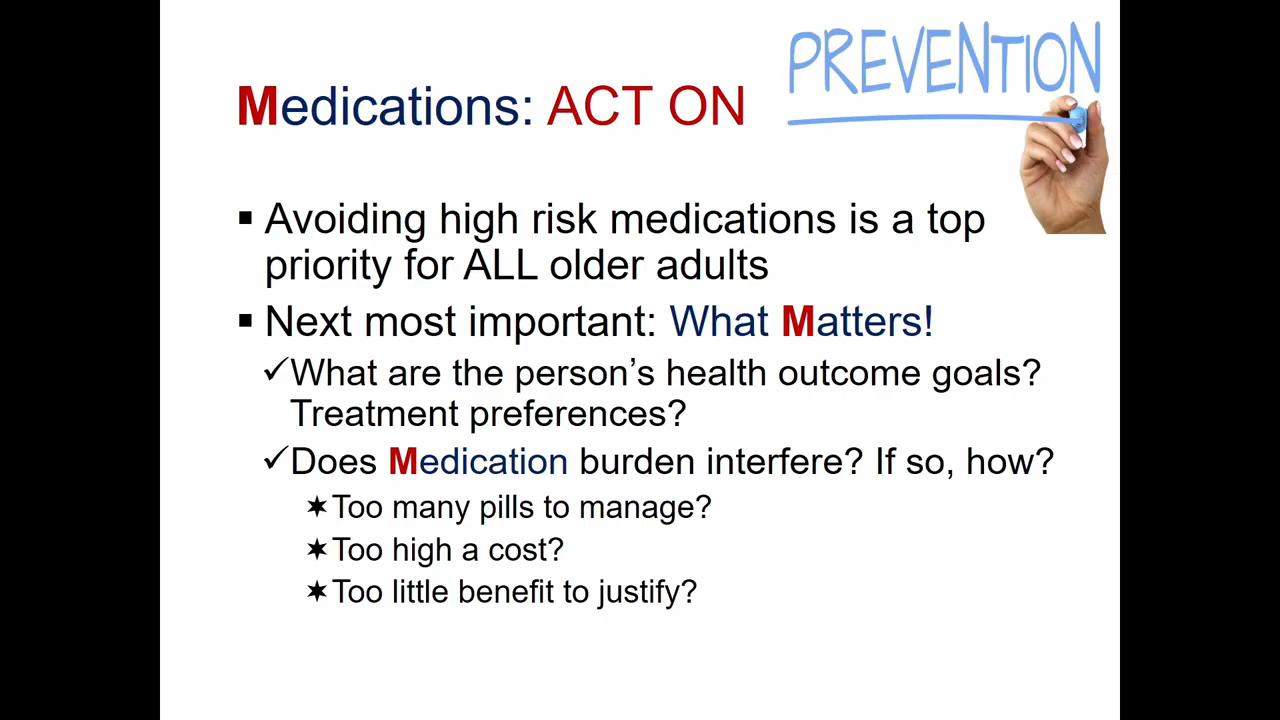 PREVENTION
Medications: ACT ON
▪ Avoiding high risk medications is a top
priority for ALL older adults
▪ Next most important: What Matters!
✓What are the person’s health outcome goals?
Treatment preferences?
✓Does Medication burden interfere? If so, how?
✶Too many pills to manage?
✶Too high a cost?
✶Too little benefit to justify?